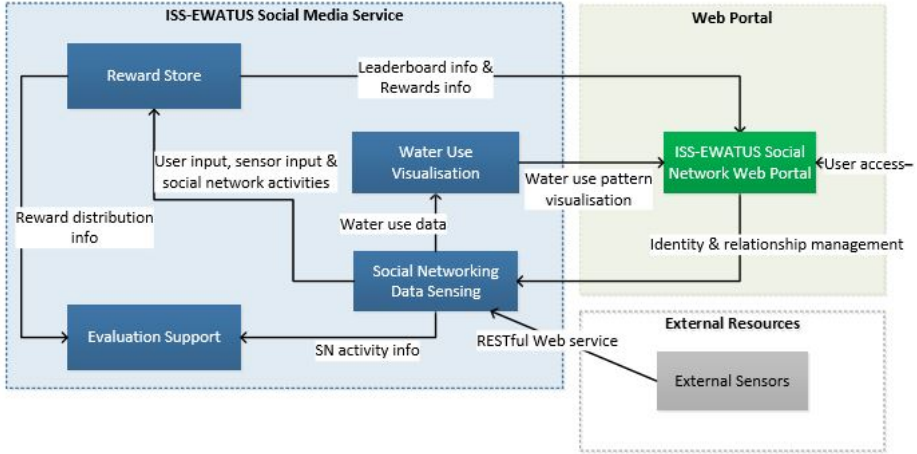 ISS-EWATUS Social Media Service
Web Portal
Reward Store
Leaderboard info &
Rewards info
User input, sensor input &
social network activities
Water Use
Visualisation
ISS-EWATUS Social
Network Web Portal
User access
Water use pattern
visualisation
Reward distribution
info
Water use data
Identity & relationship management
Social Networking
Data Sensing
Evaluation Support
SN activity info
RESTful Web service
External Resources
External Sensors